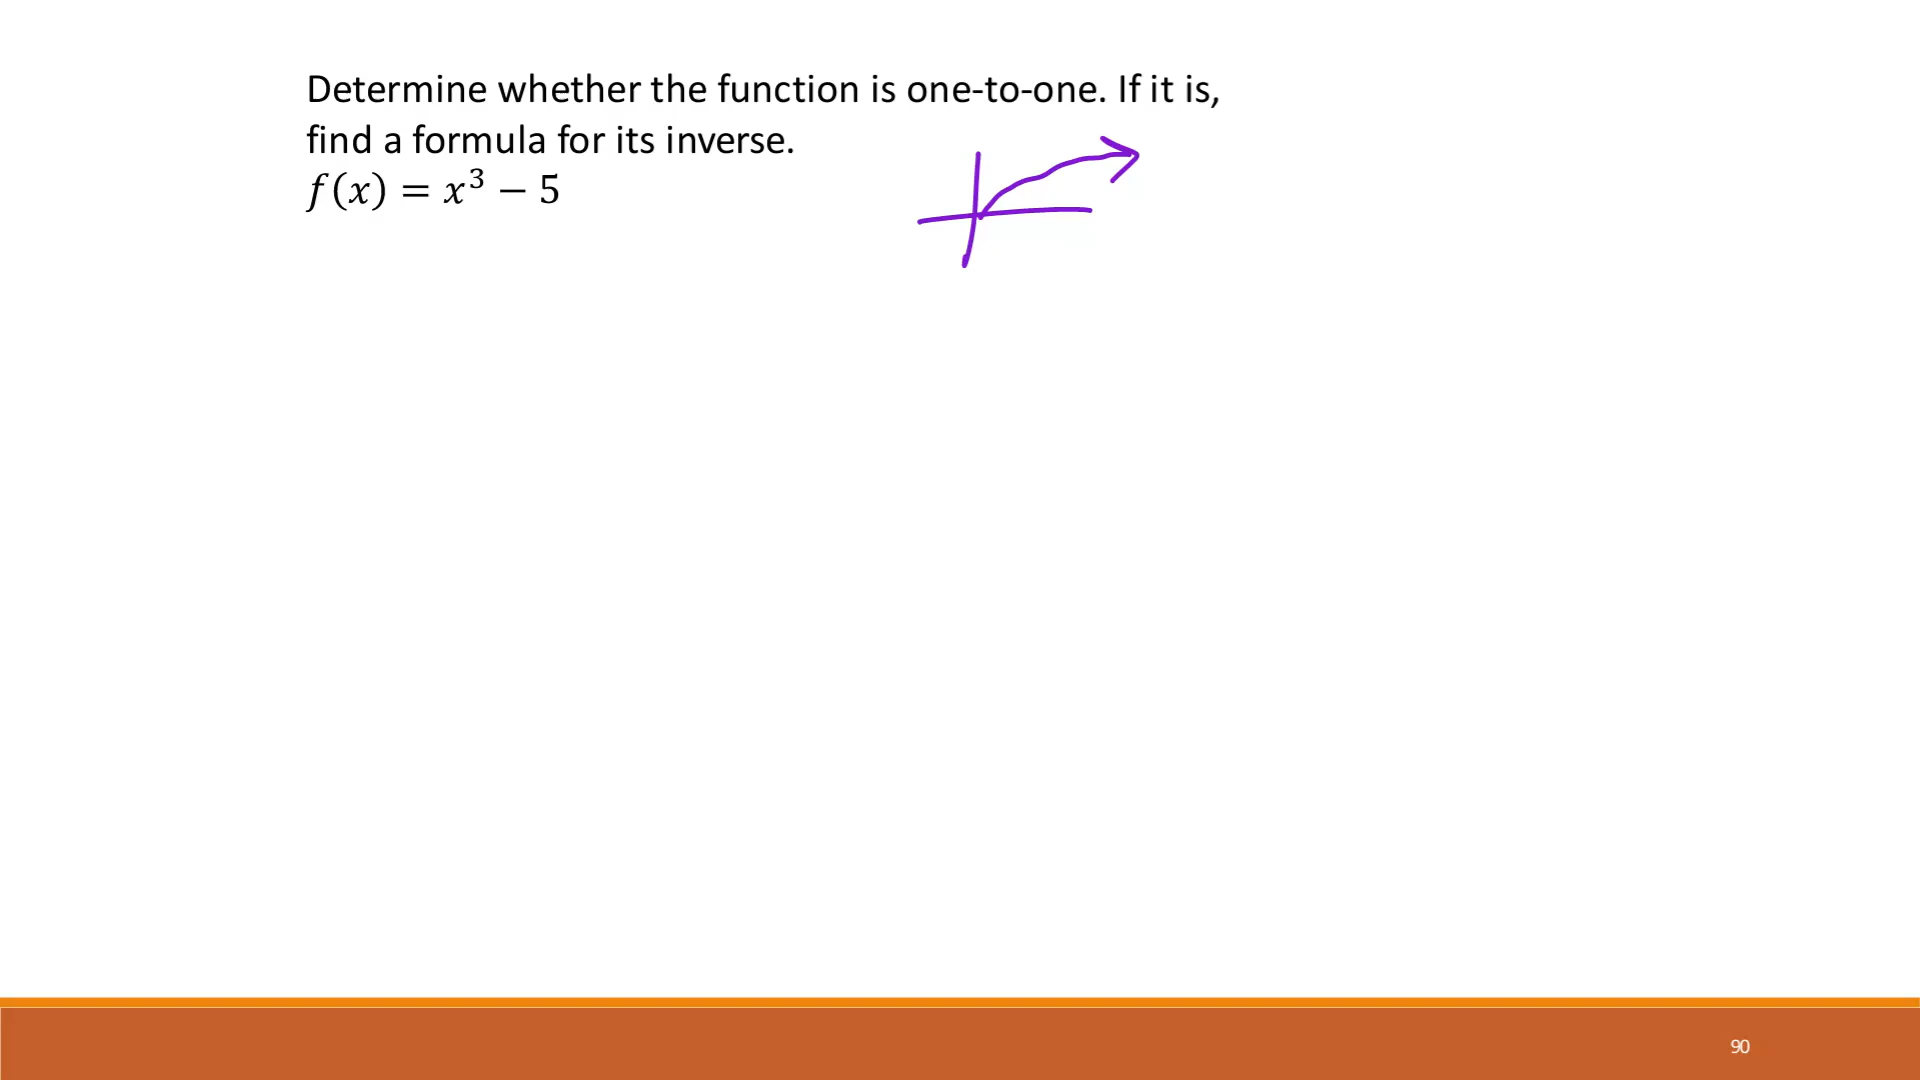 Determine whether the function is one-to-one. If it is,
find a formula for its inverse.
𝑓(𝑥) = 𝑥³ − 5
90